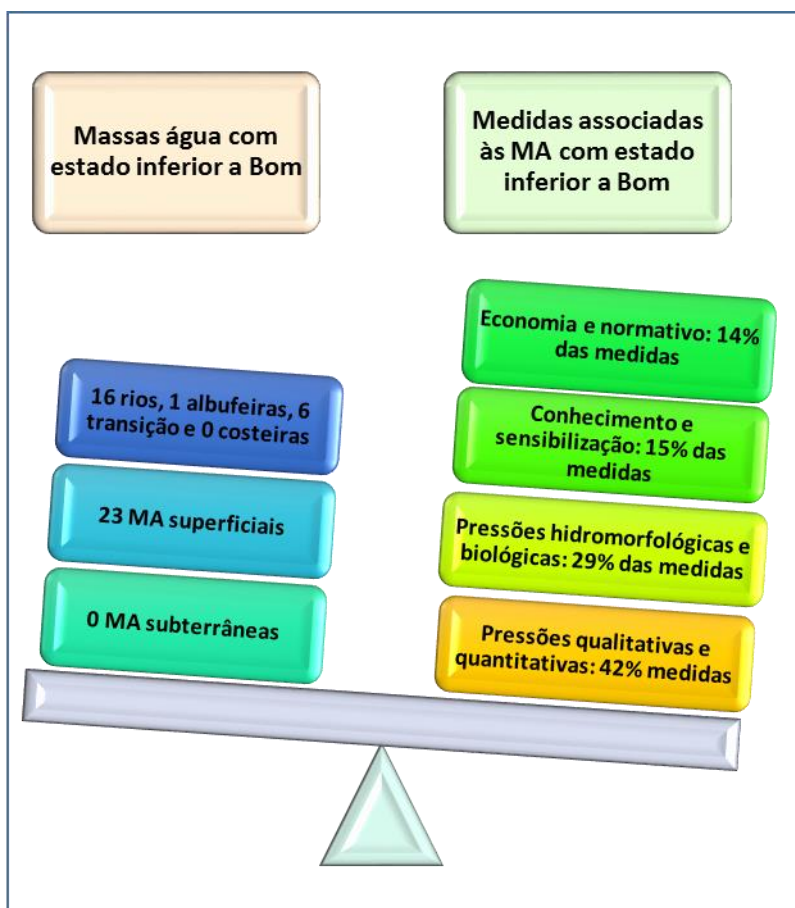 Massas água com
estado inferior a Bom
Medidas associadas
às MA com estado
inferior a Bom
16 rios, 1 albufeiras, 6
transição e 0 costeiras
23 MA superficiais
0 MA subterrâneas
Economia e normativo: 14%
das medidas
Conhecimento e
sensibilização: 15% das
medidas
Pressões hidromorfológicas e
biológicas: 29% das medidas
Pressões qualitativas e
quantitativas: 42% medidas